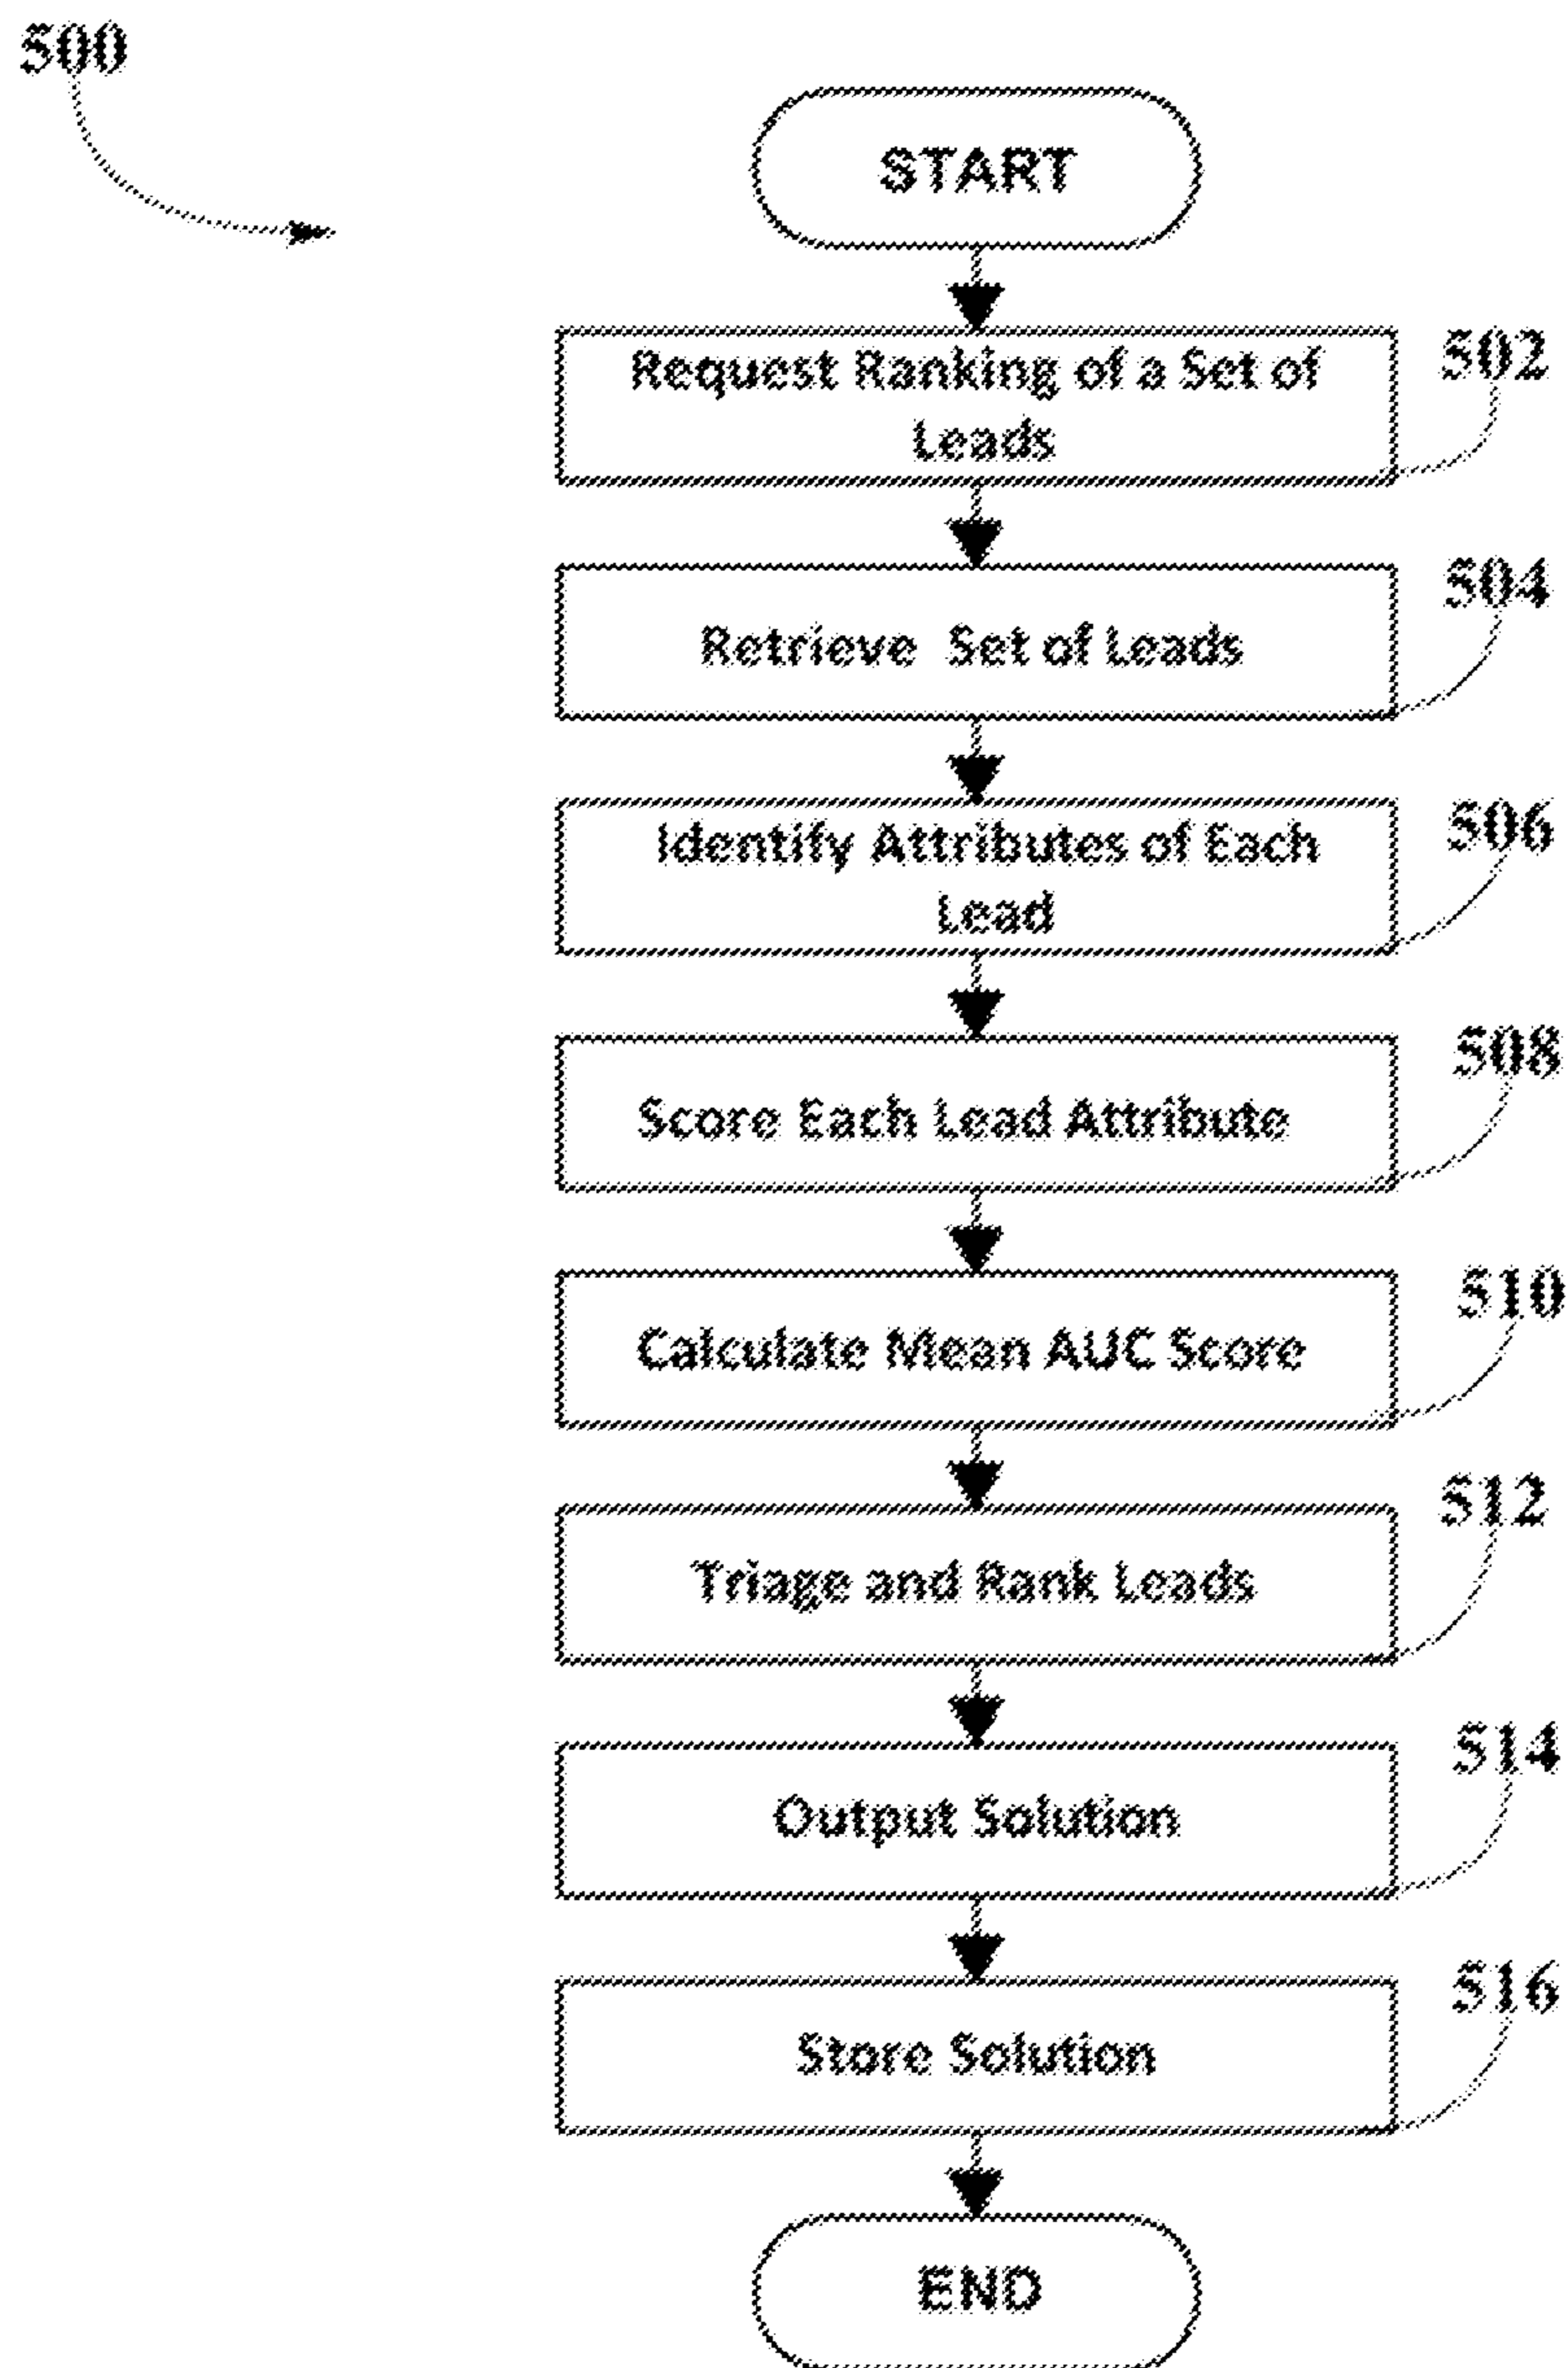 500
START
Request Ranking of a Set of
Leads
502
Retrieve Set of Leads
504
Identify Attributes of Each
Lead
506
Score Each Lead Attribute
508
Calculate Mean AUC Score
510
Triage and Rank Leads
512
Output Solution
514
Store Solution
516
END